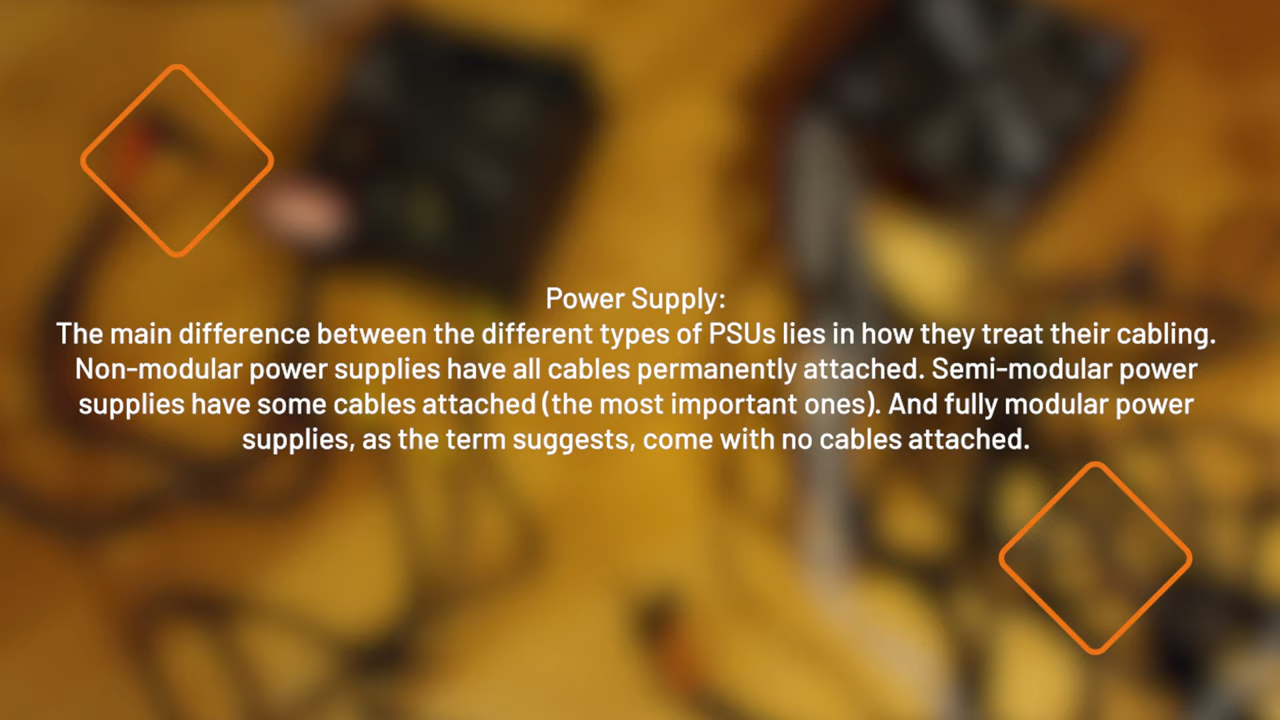 Power Supply:
The main difference between the different types of PSUs lies in how they treat their cabling.
Non-modular power supplies have all cables permanently attached. Semi-modular power
supplies have some cables attached (the most important ones). And fully modular power
supplies, as the term suggests, come with no cables attached.